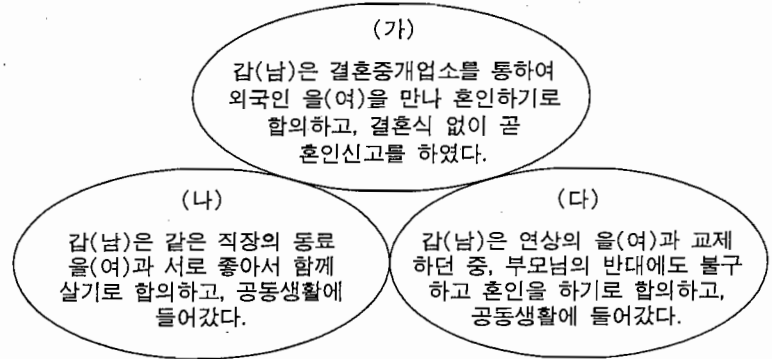 (가)
갑(남)은 결혼중개업소를 통하여
외국인 을(여)을 만나 혼인하기로
합의하고, 결혼식 없이 곧
혼인신고를 하였다.
(나)
갑(남)은 같은 직장의 동료
을(여)과 서로 좋아서 함께
살기로 합의하고, 공동생활에
들어갔다.
(다)
갑(남)은 연상의 을(여)과 교제
하던 중, 부모님의 반대에도 불구
하고 혼인을 하기로 합의하고,
공동생활에 들어갔다.